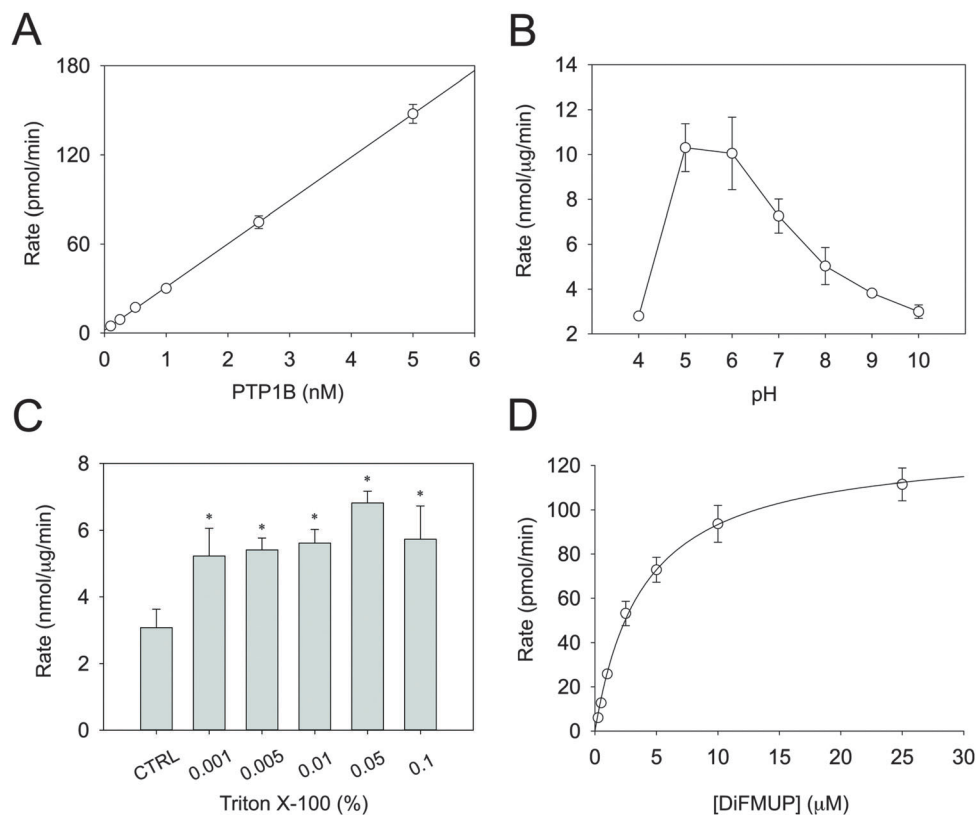 A
180
120
60
0
0 1 2 3 4 5 6
Rate (pmol/min)
PTP1B (nM)
B
14
12
10
8
6
4
2
4 5 6 7 8 9 10
Rate (nmol/μg/min)
pH
C
8
6
4
2
0
* * * * *
CTRL 0.001 0.005 0.01 0.05 0.1
Rate (nmol/μg/min)
Triton X-100 (%)
D
120
100
80
60
40
20
0
0 5 10 15 20 25 30
Rate (pmol/min)
[DiFMUP] (μM)